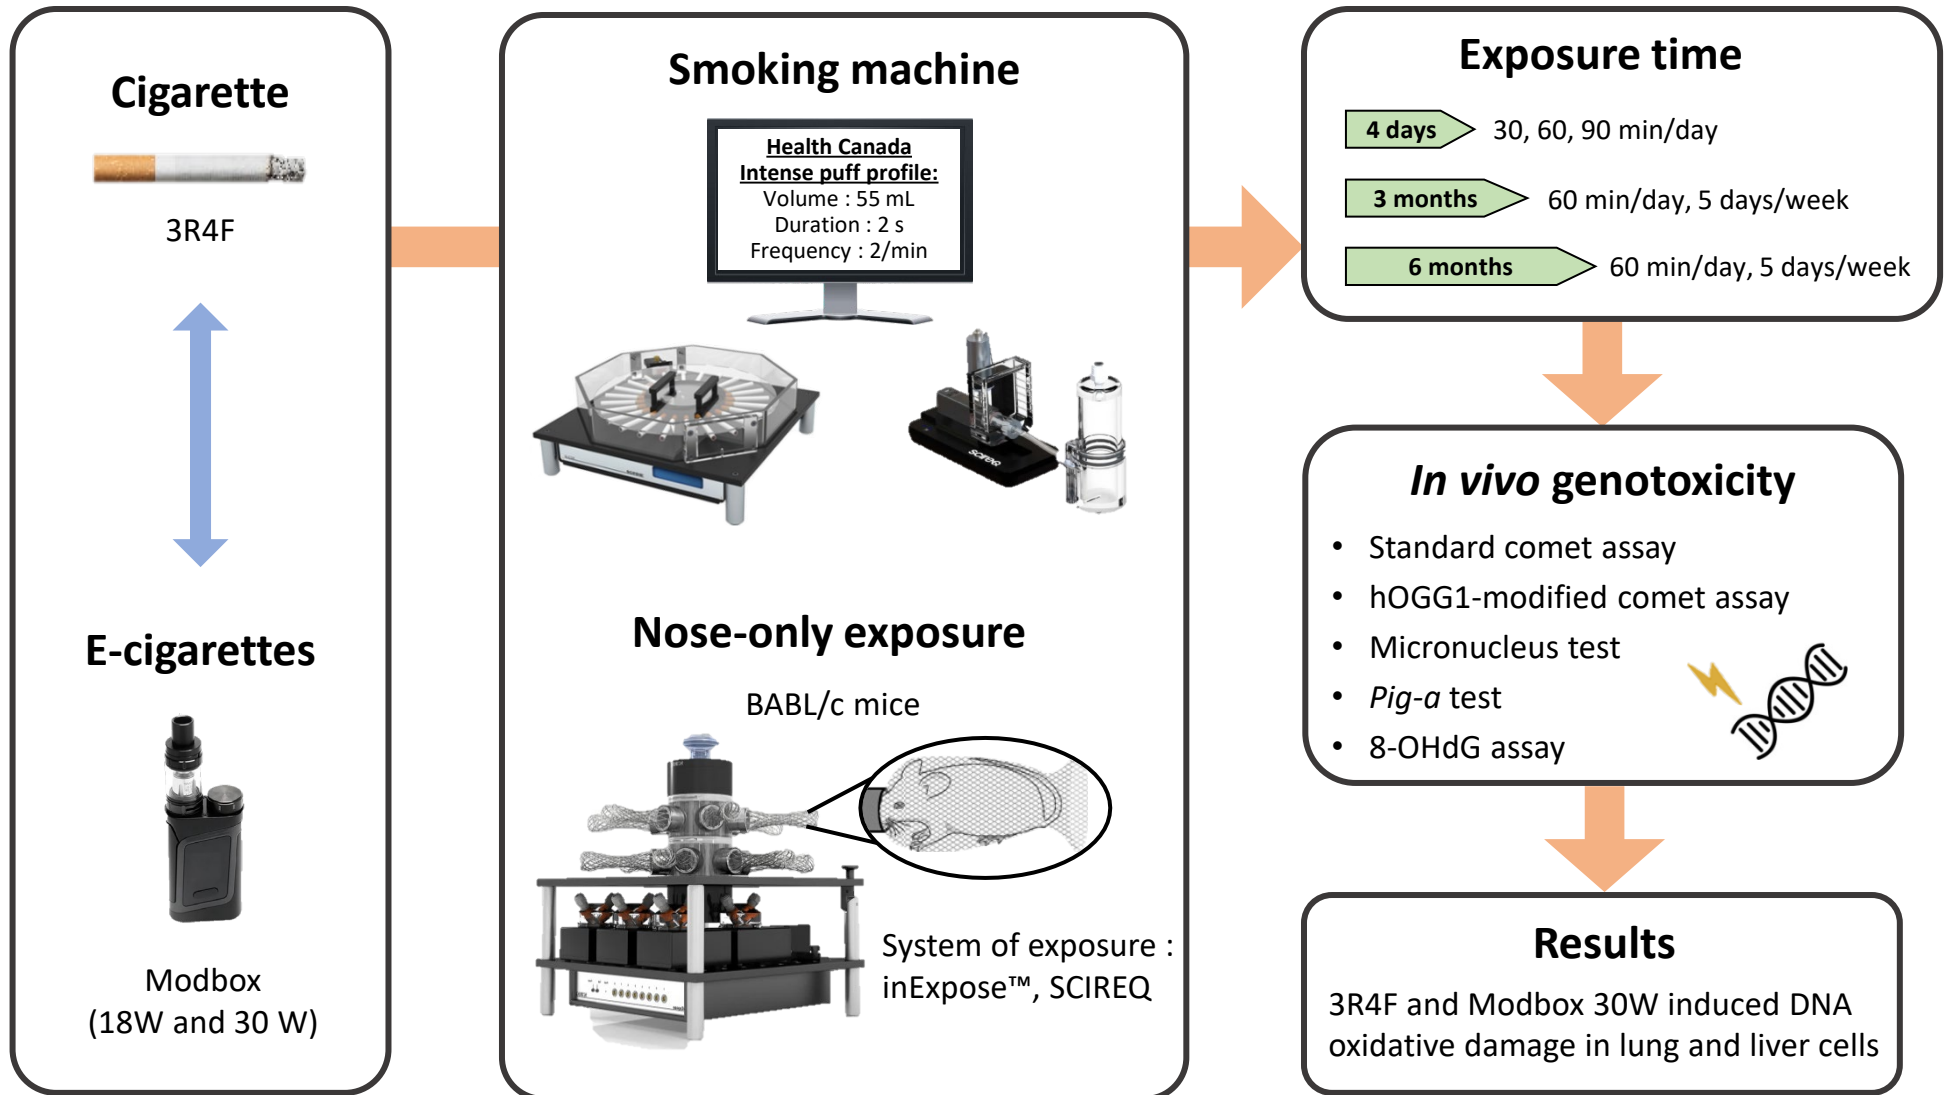 Cigarette
3R4F
E-cigarettes
Modbox
(18W and 30 W)
Smoking machine
Health Canada
Intense puff profile:
Volume : 55 mL
Duration : 2 s
Frequency : 2/min
SCIREQ
Nose-only exposure
BABL/c mice
System of exposure :
inExpose™, SCIREQ
Exposure time
4 days 30, 60, 90 min/day
3 months 60 min/day, 5 days/week
6 months 60 min/day, 5 days/week
In vivo genotoxicity
• Standard comet assay
• hOGG1-modified comet assay
• Micronucleus test
• Pig-a test
• 8-OHdG assay
Results
3R4F and Modbox 30W induced DNA
oxidative damage in lung and liver cells